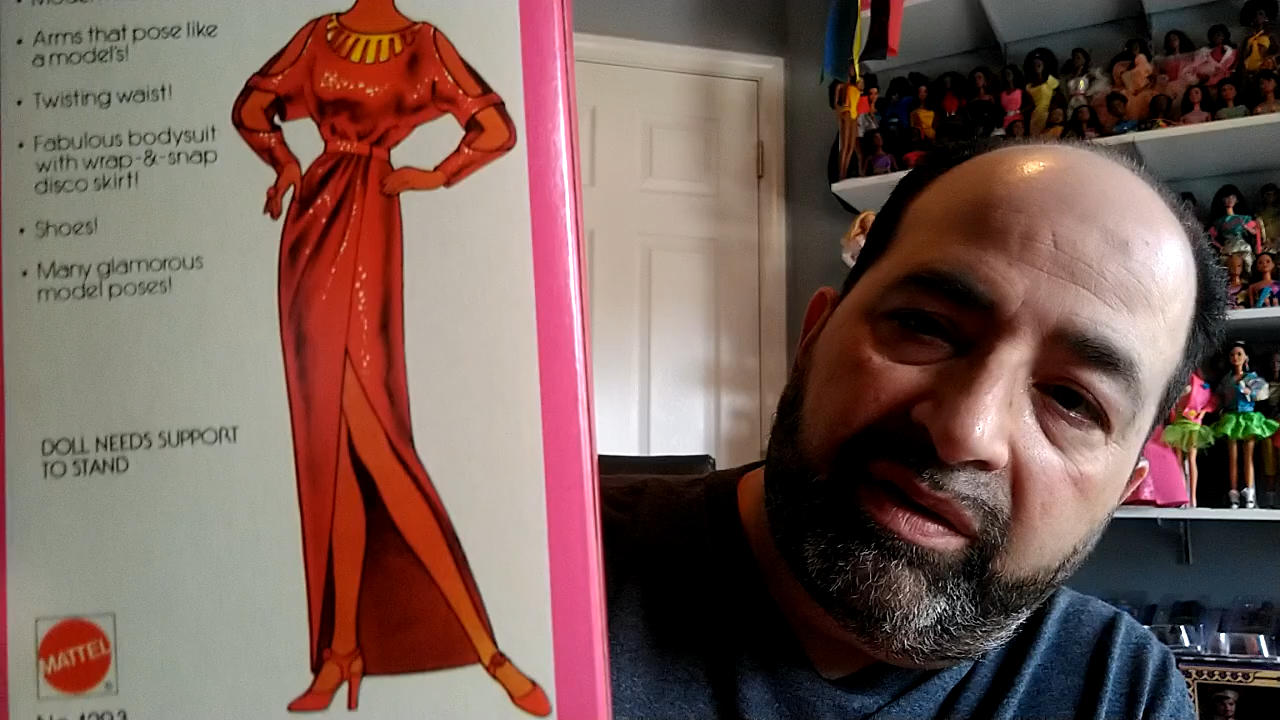 • Arms that pose like
a model's!
• Twisting waist!
• Fabulous bodysuit
with wrap-&-snap
disco skirt!
• Shoes!
• Many glamorous
model poses!
DOLL NEEDS SUPPORT
TO STAND
MATTEL
®